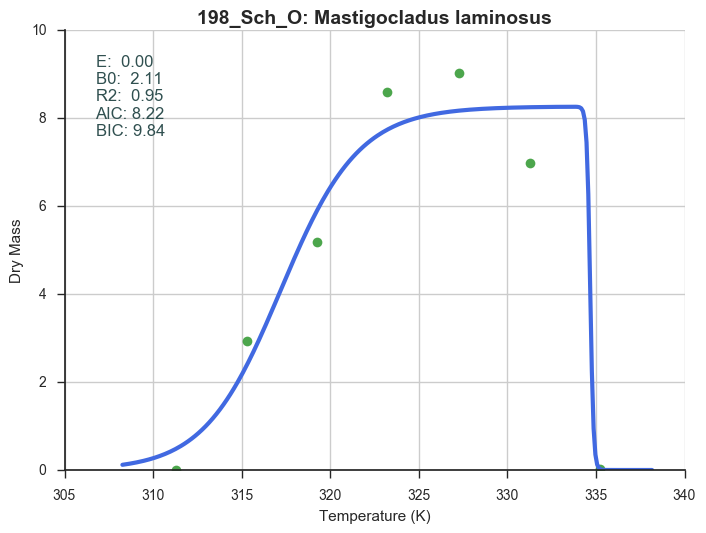 198_Sch_O: Mastigocladus laminosus
E: 0.00
B0: 2.11
R2: 0.95
AIC: 8.22
BIC: 9.84
Dry Mass
10
8
6
4
2
0
305 310 315 320 325 330 335 340
Temperature (K)